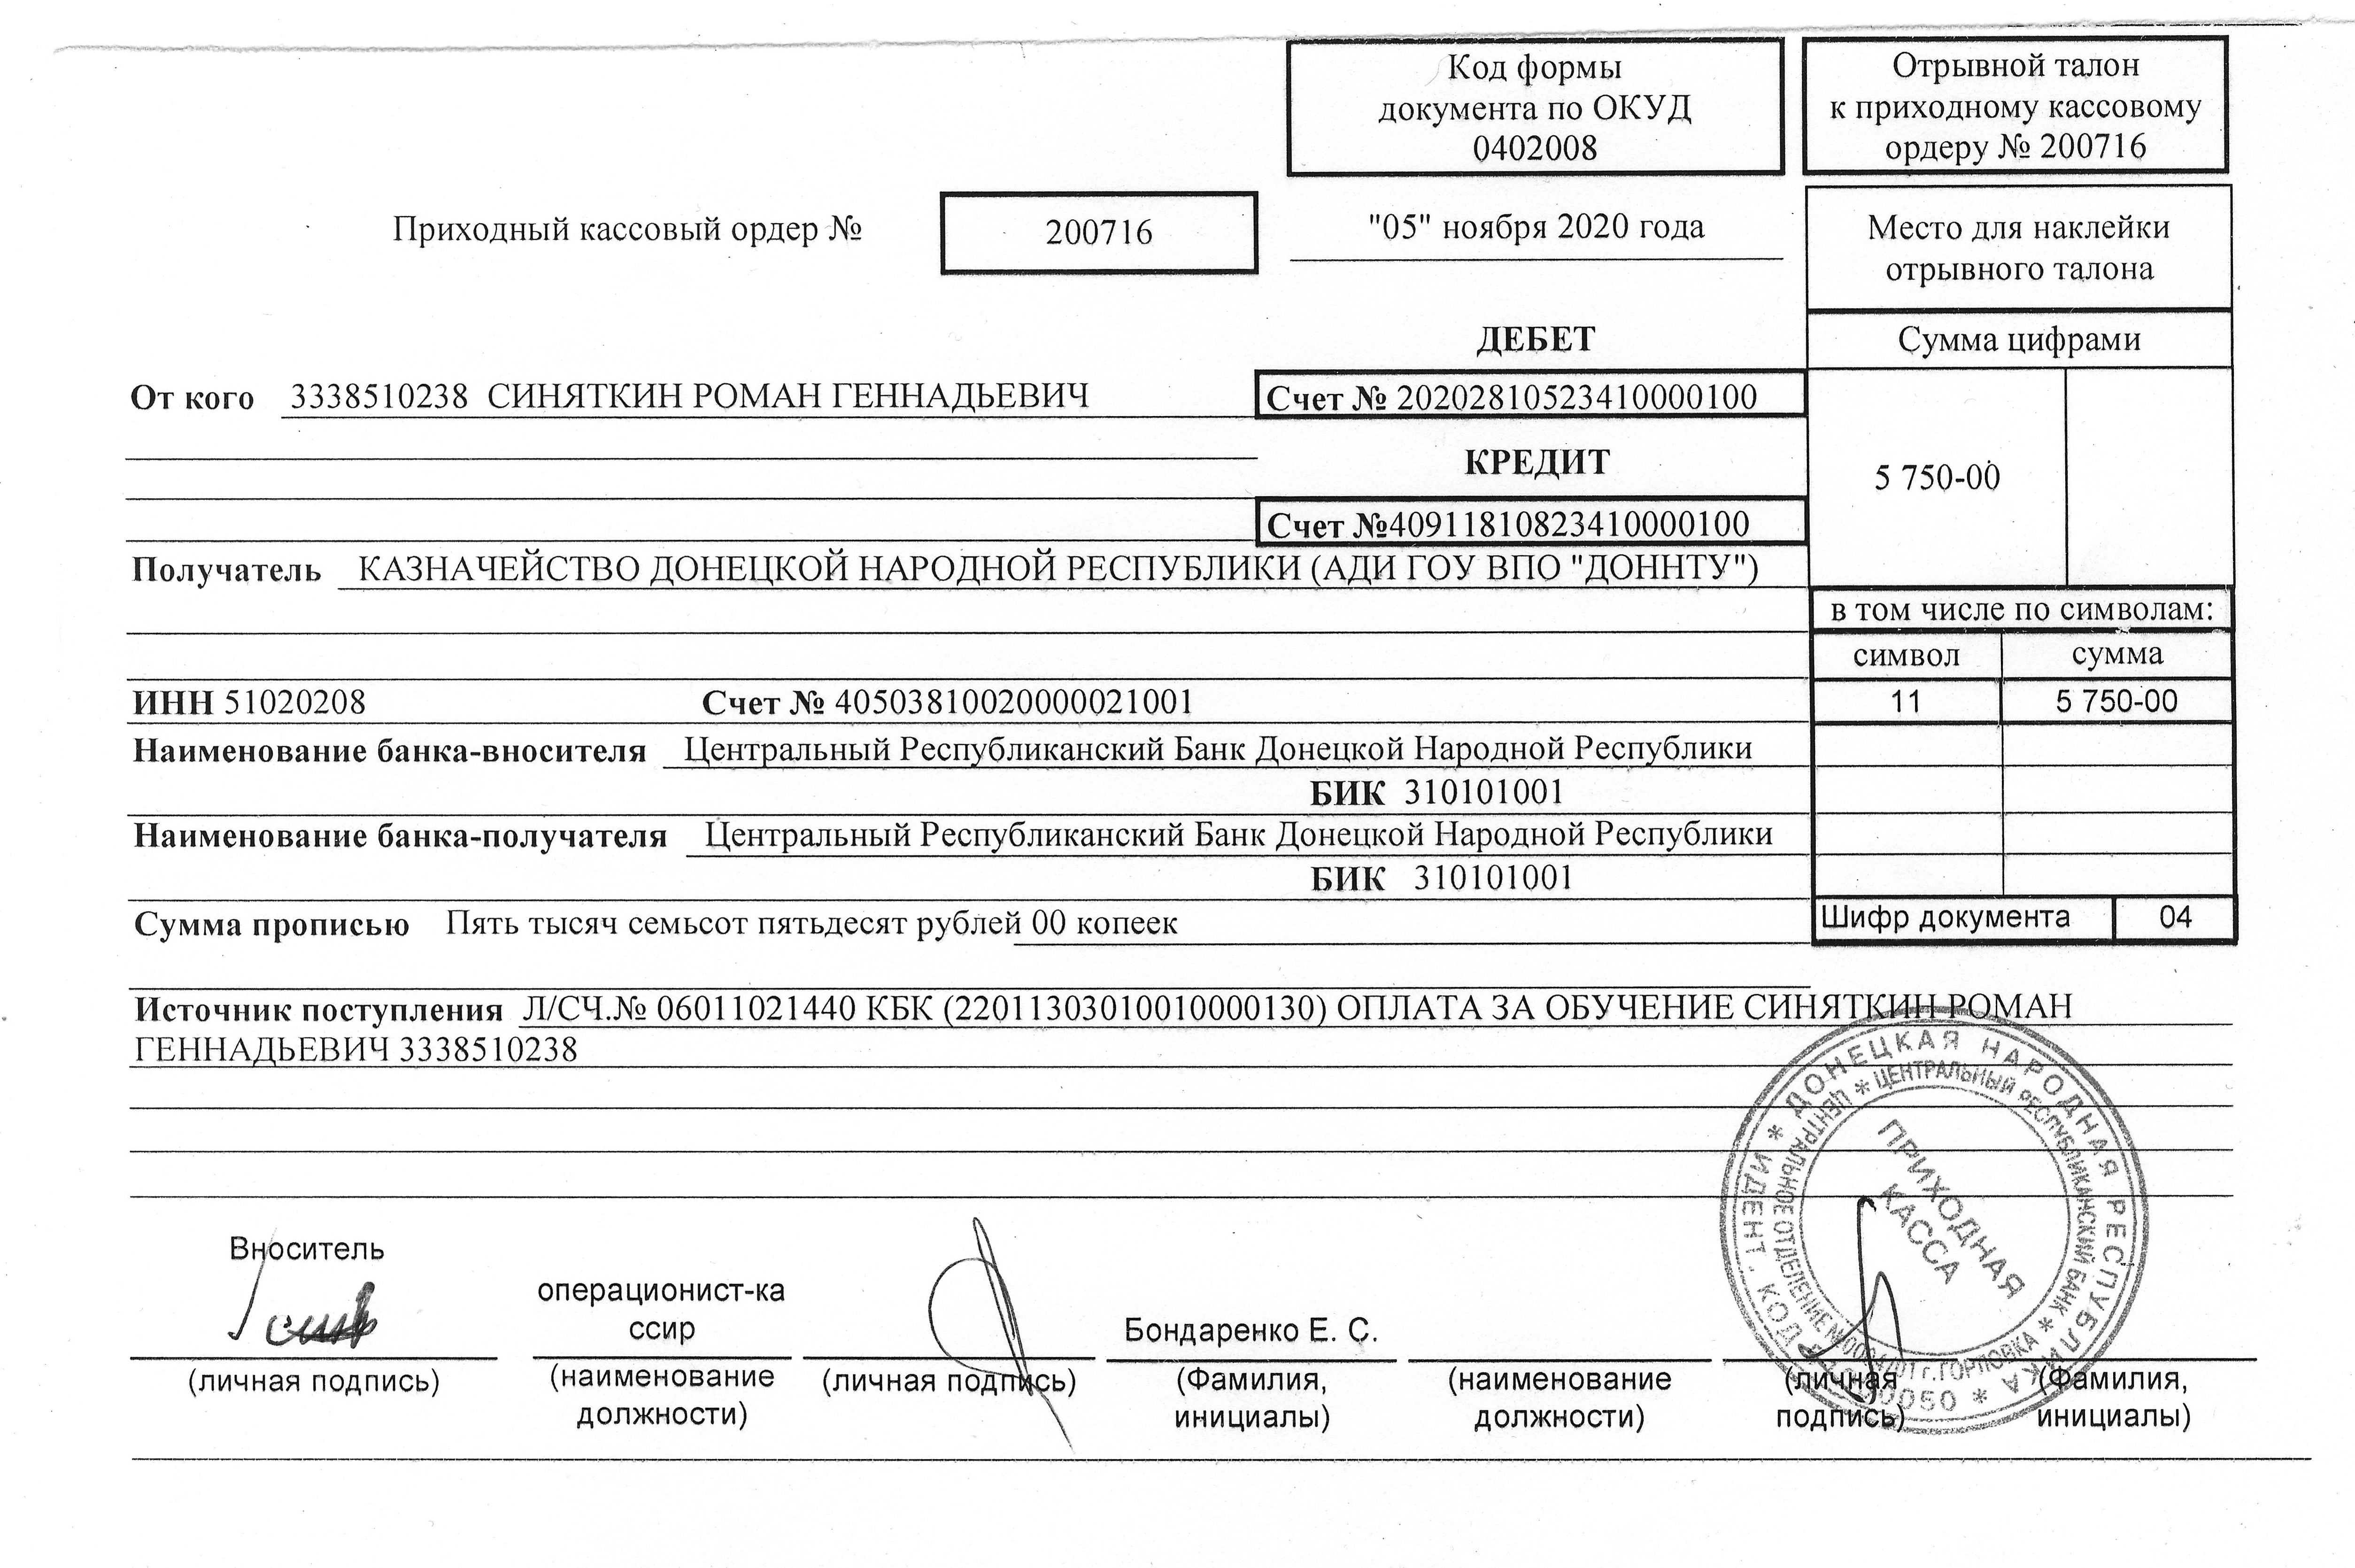 Код формы
документа по ОКУД
0402008
Отрывной талон
к приходному кассовому
ордеру № 200716
Приходный кассовый ордер № 200716 "05" ноября 2020 года
Место для наклейки
отрывного талона
ДЕБЕТ
Сумма цифрами
От кого 3338510238 СИНЯТКИН РОМАН ГЕННАДЬЕВИЧ Счет № 20202810523410000100
КРЕДИТ
5 750-00
Счет №40911810823410000100
Получатель КАЗНАЧЕЙСТВО ДОНЕЦКОЙ НАРОДНОЙ РЕСПУБЛИКИ (АДИ ГОУ ВПО "ДОННТУ")
в том числе по символам:
символ сумма
ИНН 51020208 Счет № 40503810020000021001
11 5 750-00
Наименование банка-вносителя Центральный Республиканский Банк Донецкой Народной Республики
БИК 310101001
Наименование банка-получателя Центральный Республиканский Банк Донецкой Народной Республики
БИК 310101001
Сумма прописью Пять тысяч семьсот пятьдесят рублей 00 копеек
Шифр документа 04
Источник поступления Л/СЧ.№ 06011021440 КБК (22011303010010000130) ОПЛАТА ЗА ОБУЧЕНИЕ СИНЯТКИН РОМАН
ГЕННАДЬЕВИЧ 3338510238
* ДОНЕЦКАЯ НАРОДНАЯ РЕСПУБЛИКА * ИДЕНТ. КОД
* ЦЕНТРАЛЬНЫЙ РЕСПУБЛИКАНСКИЙ БАНК *
ЦЕНТРАЛЬНОЕ ОТДЕЛЕНИЕ г. ГОРЛОВКА
ПРИХОДНАЯ
КАССА
Вноситель
операционист-ка
ссир
Бондаренко Е. С.
(личная подпись)
(наименование
должности)
(личная подпись)
(Фамилия,
инициалы)
(наименование
должности)
(личная
подпись)
(Фамилия,
инициалы)